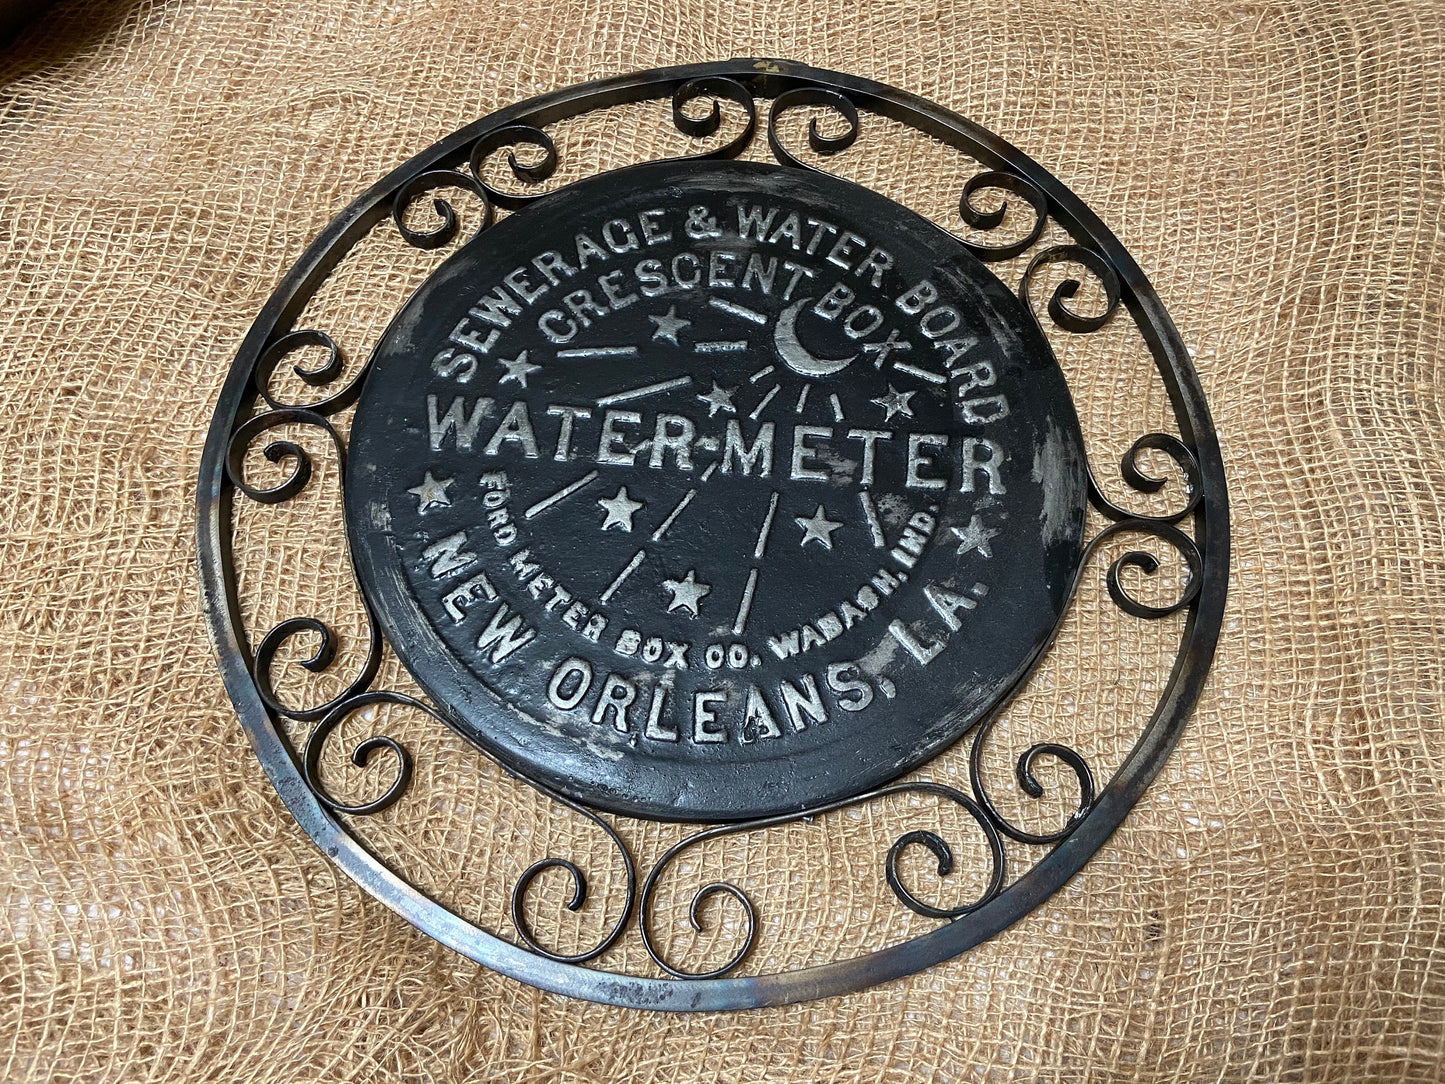 SEWERAGE & WATER BOARD
CRESCENT BOX
WATER-METER
FORD METER BOX CO. WABASH, IND.
NEW ORLEANS, LA.